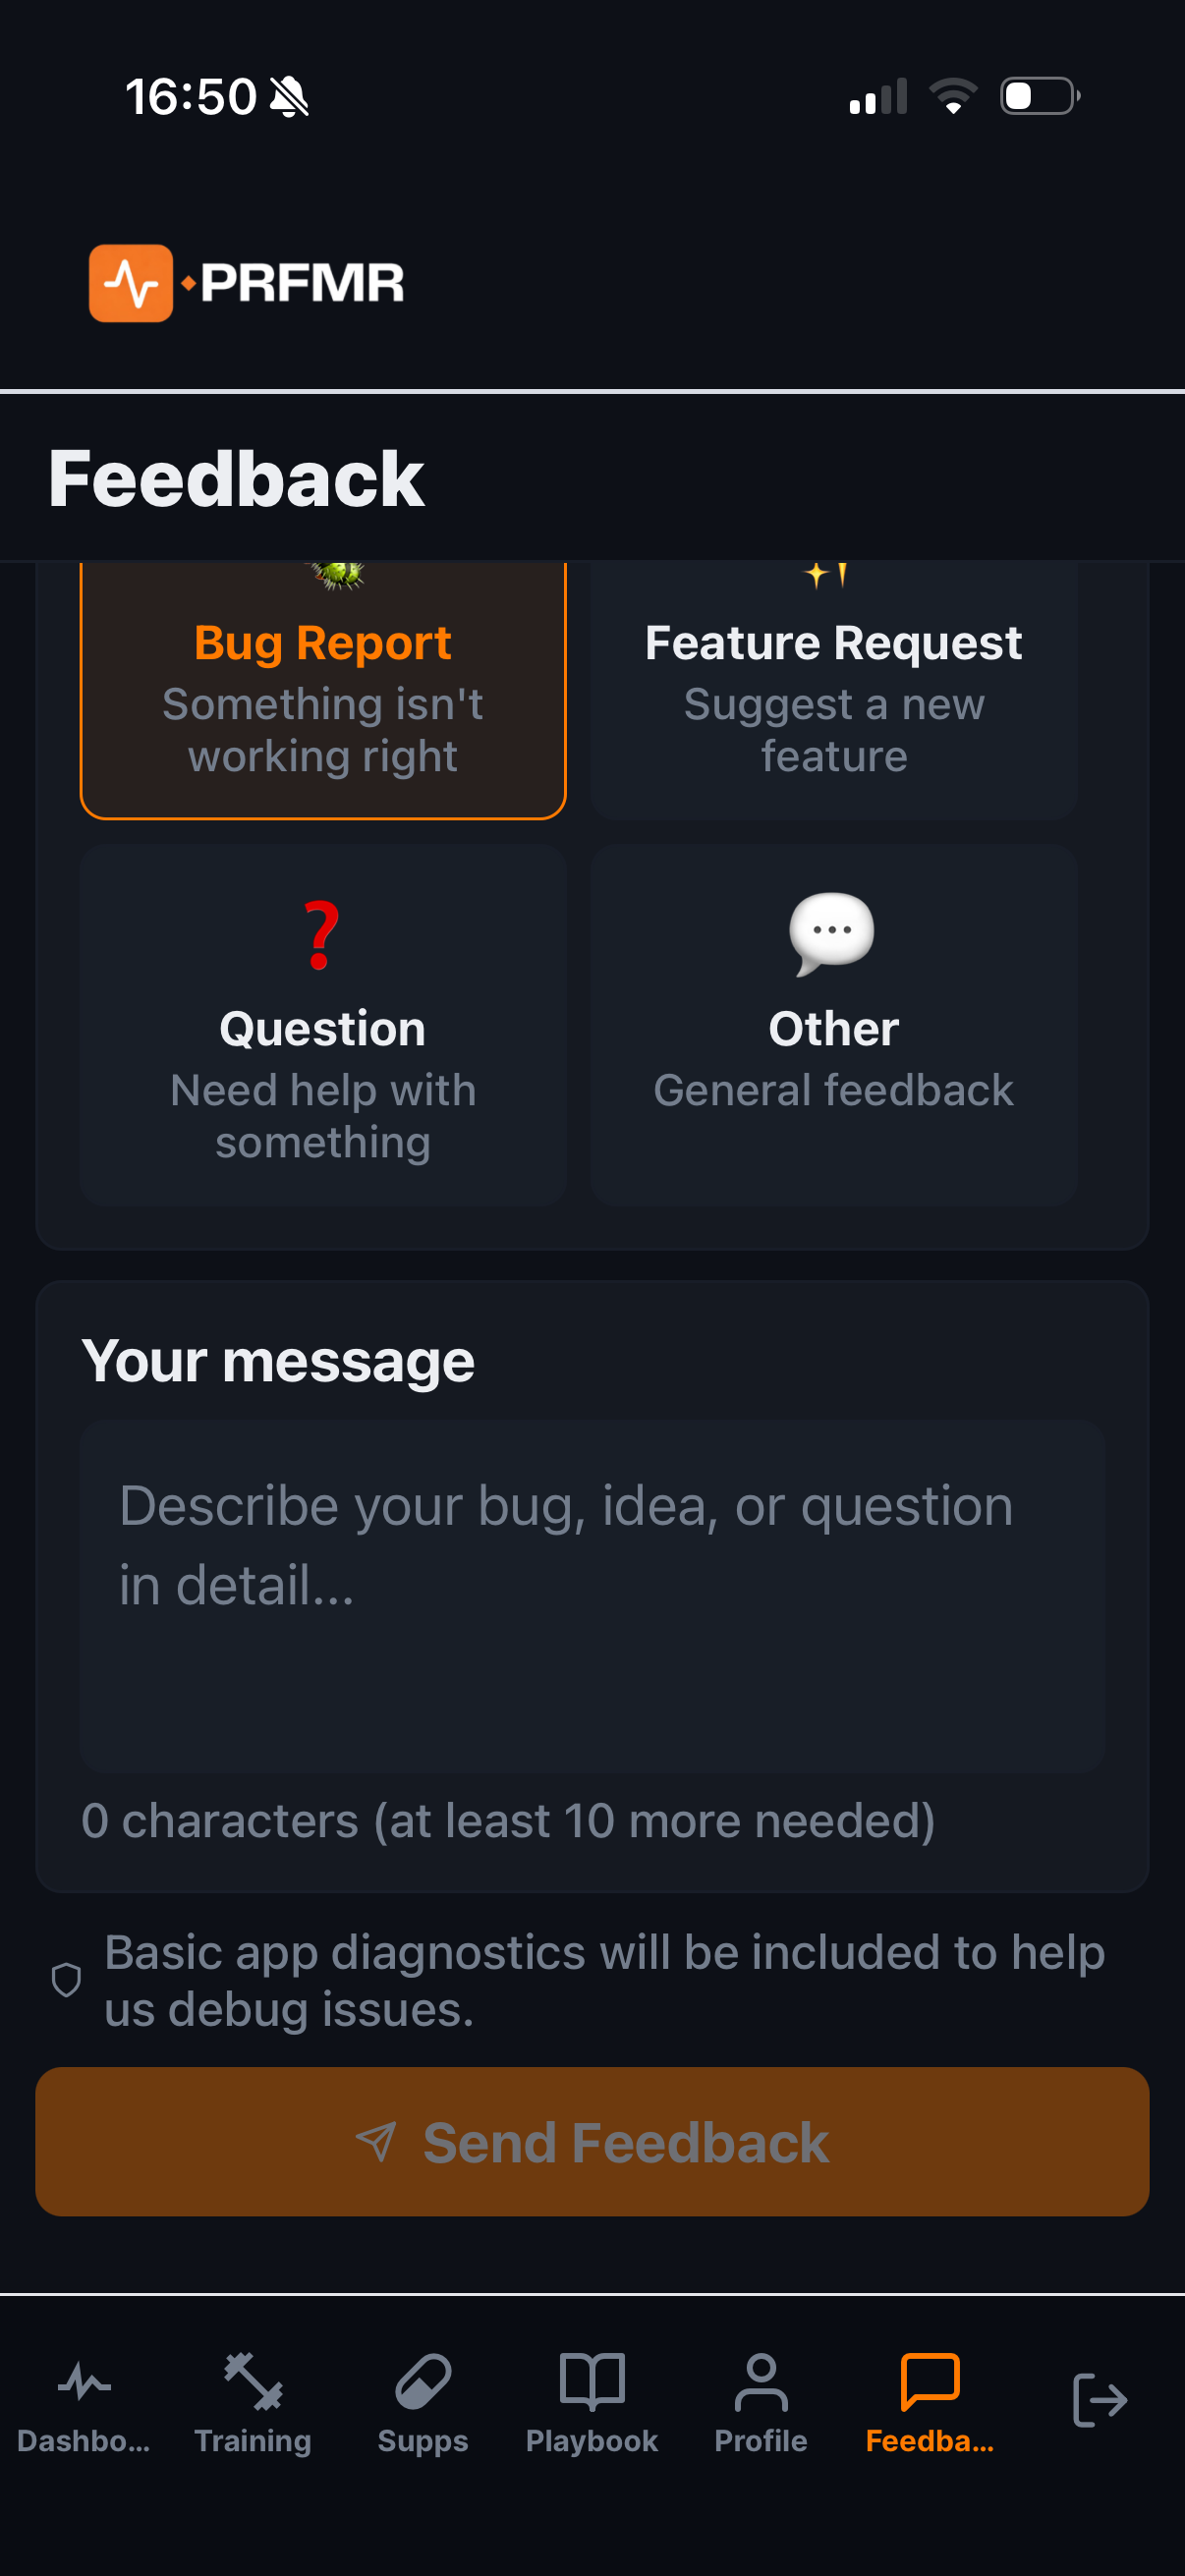 16:50
PRFMR
Feedback
Bug Report
Something isn't
working right
Feature Request
Suggest a new
feature
Question
Need help with
something
Other
General feedback
Your message
Describe your bug, idea, or question
in detail...
0 characters (at least 10 more needed)
Basic app diagnostics will be included to help
us debug issues.
Send Feedback
Dashbo...
Training
Supps
Playbook
Profile
Feedba...